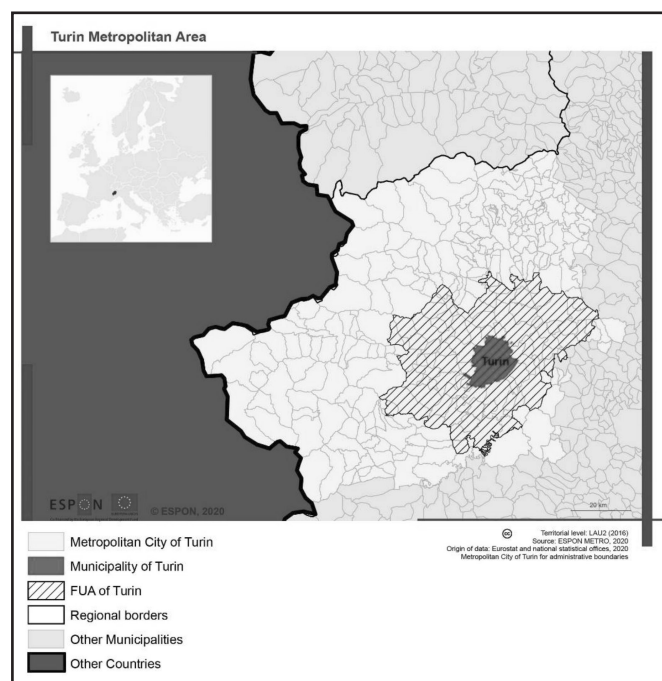 Turin Metropolitan Area
Turin
ESPON
© ESPON, 2020
20 km
cc
Territorial level: LAU2 (2016)
Source: ESPON METRO, 2020
Origin of data: Eurostat and national statistical offices, 2020
Metropolitan City of Turin for administrative boundaries
Metropolitan City of Turin
Municipality of Turin
FUA of Turin
Regional borders
Other Municipalities
Other Countries